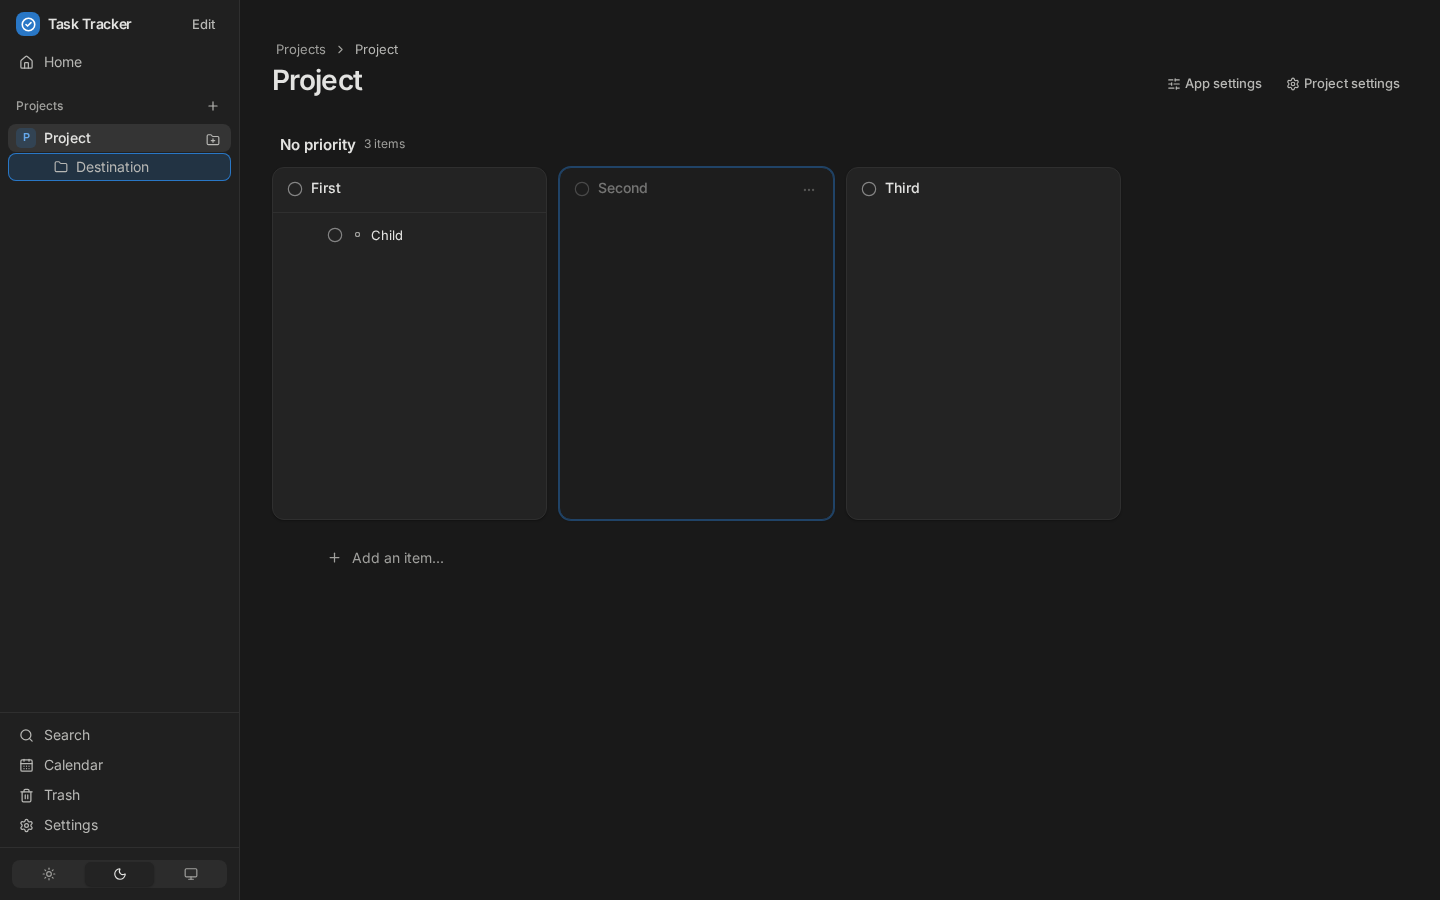 Task Tracker
Edit
Home
Projects
P
Project
Destination
Search
Calendar
Trash
Settings
Projects > Project
Project
App settings
Project settings
No priority 3 items
First
Child
Second
...
Third
+ Add an item...